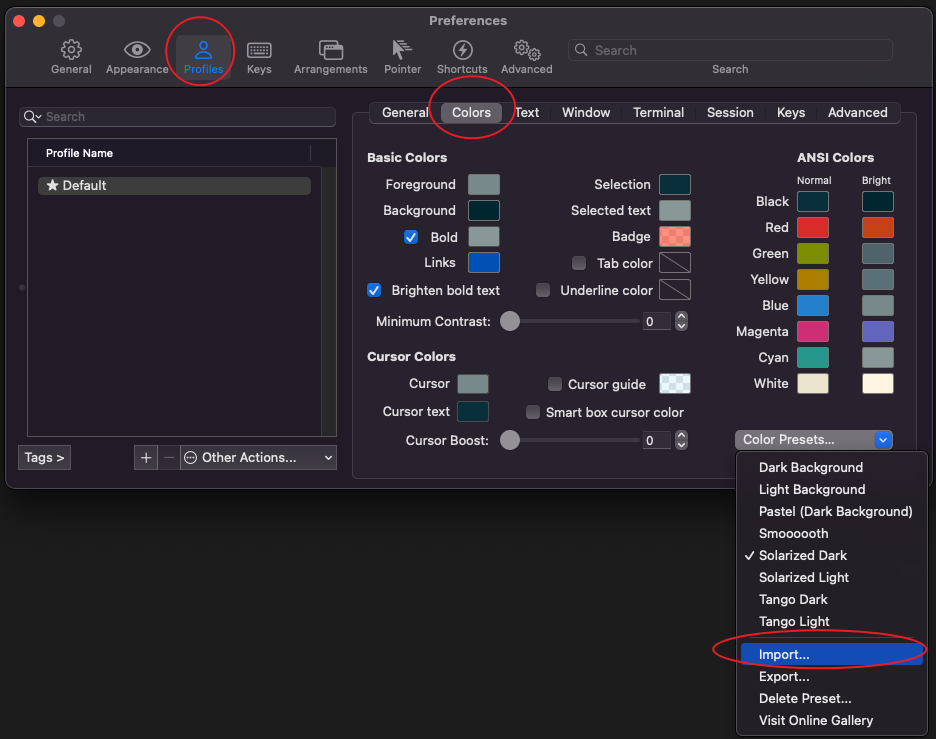 Preferences
General Appearance Profiles Keys Arrangements Pointer Shortcuts Advanced
Search
Search
Search
Profile Name
Default
Tags >
+ − Other Actions...
General Colors Text Window Terminal Session Keys Advanced
Basic Colors
Foreground
Background
Bold
Links
Brighten bold text
Minimum Contrast: 0
Selection
Selected text
Badge
Tab color
Underline color
Cursor Colors
Cursor
Cursor text
Cursor Boost: 0
Cursor guide
Smart box cursor color
ANSI Colors
Normal Bright
Black
Red
Green
Yellow
Blue
Magenta
Cyan
White
Color Presets...
Dark Background
Light Background
Pastel (Dark Background)
Smoooooth
✓ Solarized Dark
Solarized Light
Tango Dark
Tango Light
Import...
Export...
Delete Preset...
Visit Online Gallery